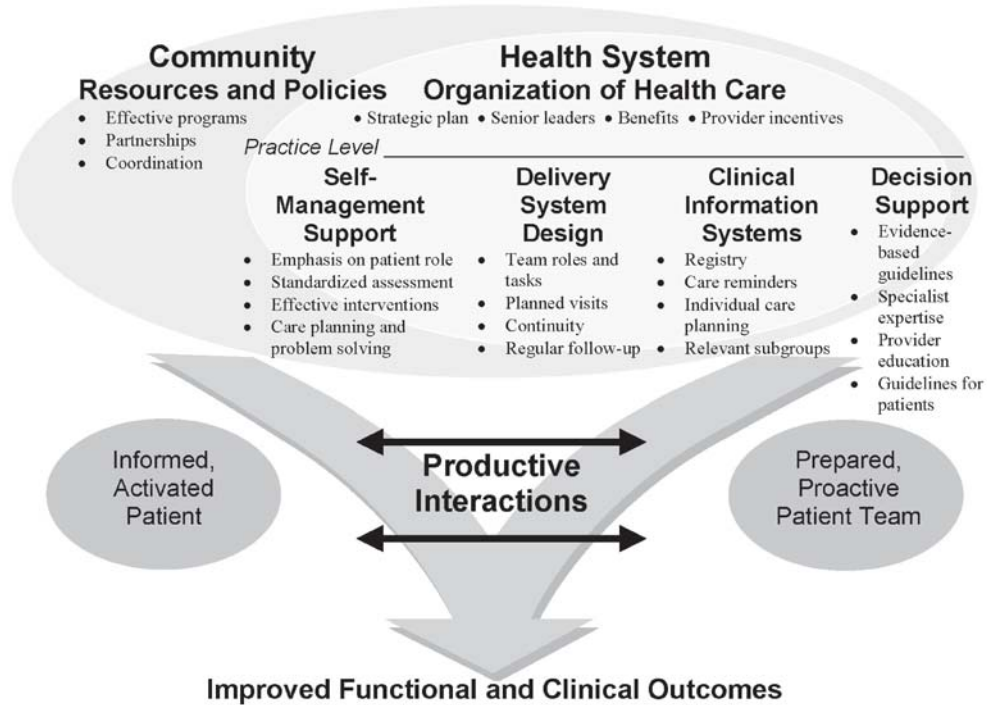 Community
Resources and Policies
• Effective programs
• Partnerships
• Coordination
Health System
Organization of Health Care
• Strategic plan • Senior leaders • Benefits • Provider incentives
Practice Level
Self-
Management
Support
• Emphasis on patient role
• Standardized assessment
• Effective interventions
• Care planning and
problem solving
Delivery
System
Design
• Team roles and
tasks
• Planned visits
• Continuity
• Regular follow-up
Clinical
Information
Systems
• Registry
• Care reminders
• Individual care
planning
• Relevant subgroups
Decision
Support
• Evidence-
based
guidelines
• Specialist
expertise
• Provider
education
• Guidelines for
patients
Informed,
Activated
Patient
Productive
Interactions
Prepared,
Proactive
Patient Team
Improved Functional and Clinical Outcomes